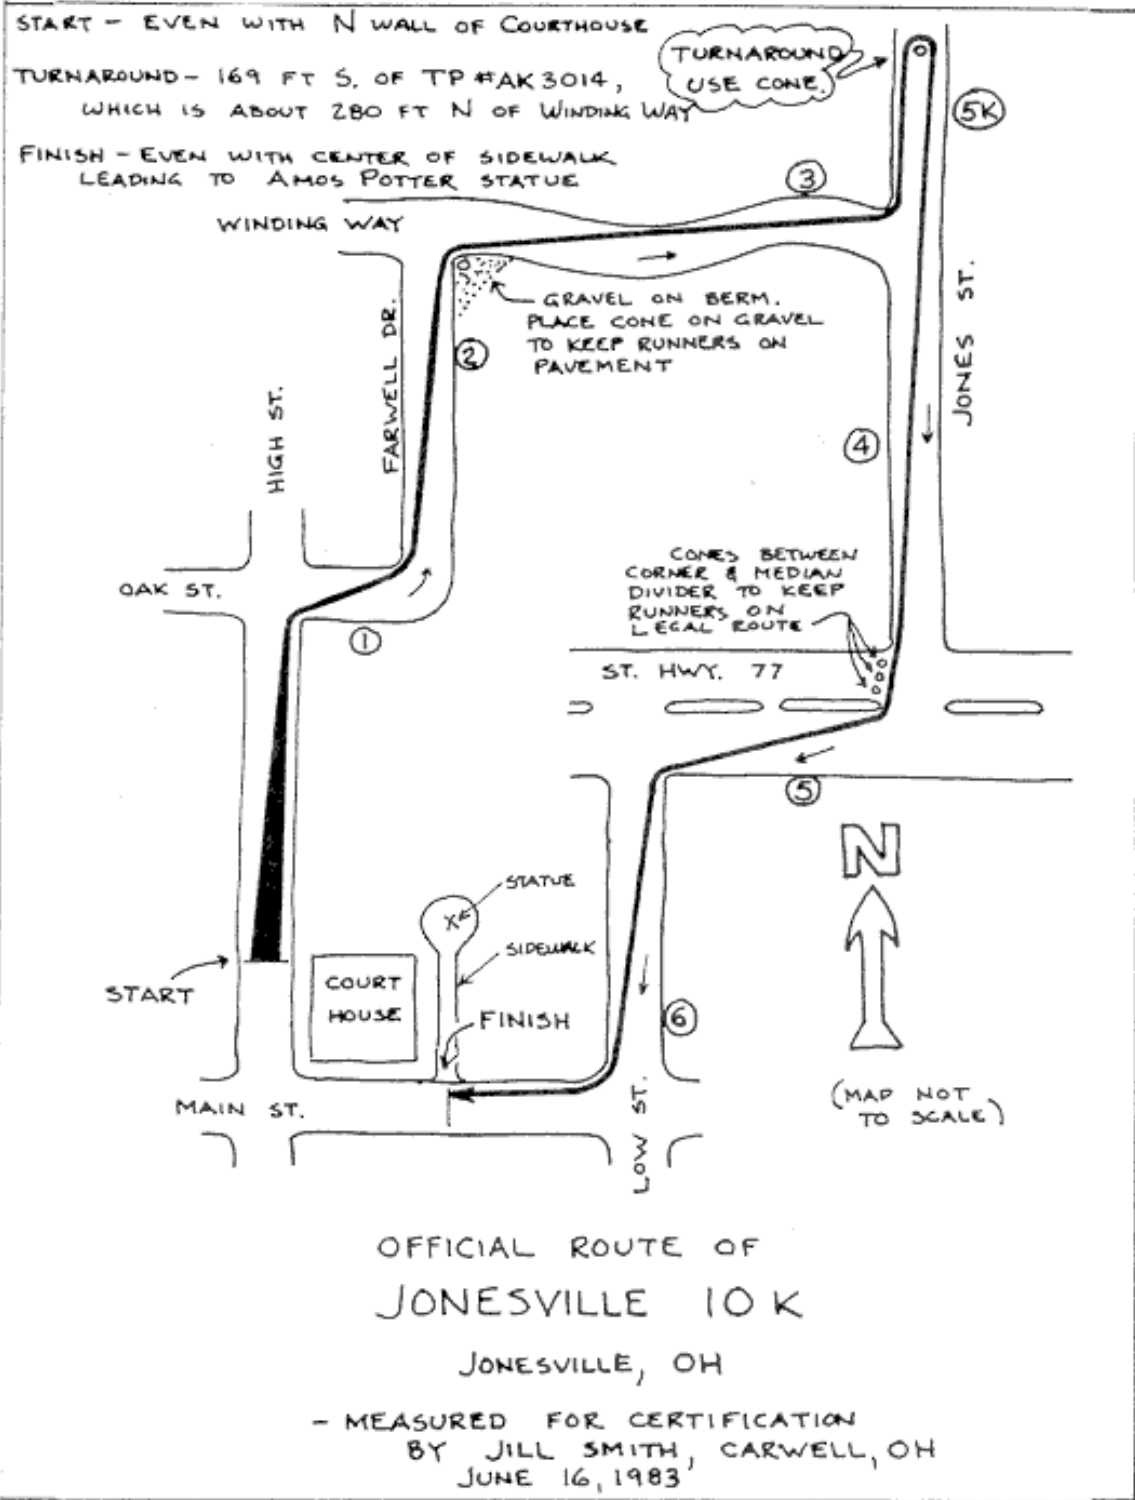 START - EVEN WITH N WALL OF COURTHOUSE
TURNAROUND - 169 FT S. OF TP #AK3014,
WHICH IS ABOUT 280 FT N OF WINDING WAY
FINISH - EVEN WITH CENTER OF SIDEWALK
LEADING TO AMOS POTTER STATUE
TURNAROUND
USE CONE.
5K
3
WINDING WAY
GRAVEL ON BERM.
PLACE CONE ON GRAVEL
TO KEEP RUNNERS ON
PAVEMENT
2
FARWELL DR.
JONES ST.
HIGH ST.
4
CONES BETWEEN
CORNER & MEDIAN
DIVIDER TO KEEP
RUNNERS ON
LEGAL ROUTE
OAK ST.
1
ST. HWY. 77
5
N
STATUE
X
SIDEWALK
START
COURT
HOUSE
FINISH
6
MAIN ST.
LOW ST.
(MAP NOT
TO SCALE)
OFFICIAL ROUTE OF
JONESVILLE 10K
JONESVILLE, OH
- MEASURED FOR CERTIFICATION
BY JILL SMITH, CARWELL, OH
JUNE 16, 1983